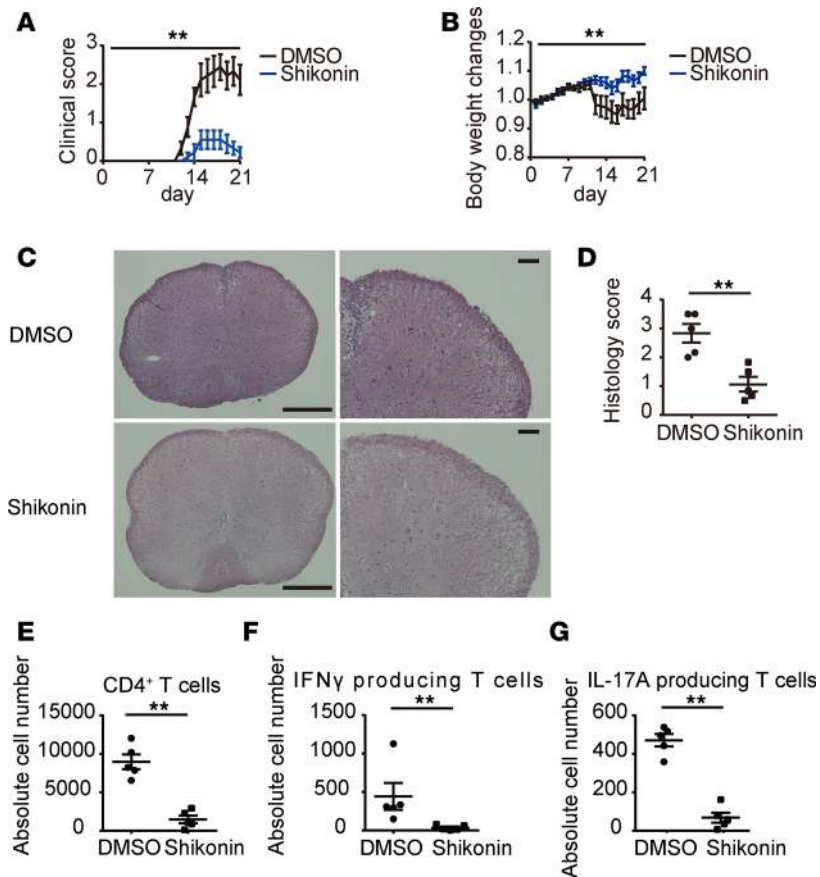 A
**
DMSO
Shikonin
Clinical score
3
2
1
0
0 7 14 21
day
B
**
DMSO
Shikonin
Body weight changes
1.2
1.1
1.0
0.9
0.8
0 7 14 21
day
C
DMSO
Shikonin
D
**
Histology score
4
3
2
1
0
DMSO Shikonin
E
CD4⁺ T cells
**
Absolute cell number
15000
10000
5000
0
DMSO Shikonin
F
IFNγ producing T cells
**
Absolute cell number
1500
1000
500
0
DMSO Shikonin
G
IL-17A producing T cells
**
Absolute cell number
600
400
200
0
DMSO Shikonin